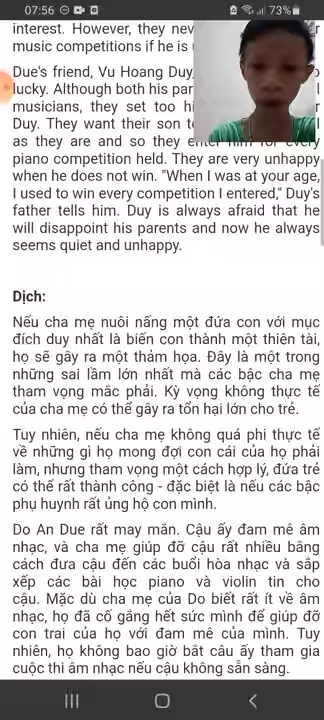 07:56
73%
interest. However, they nev
music competitions if he is
Due's friend, Vu Hoang Duy,
lucky. Although both his par
musicians, they set too hi
Duy. They want their son t
as they are and so they enter him for every
piano competition held. They are very unhappy
when he does not win. "When I was at your age,
I used to win every competition I entered," Duy's
father tells him. Duy is always afraid that he
will disappoint his parents and now he always
seems quiet and unhappy.
Dịch:
Nếu cha mẹ nuôi nấng một đứa con với mục
đích duy nhất là biến con thành một thiên tài,
họ sẽ gây ra một thảm họa. Đây là một trong
những sai lầm lớn nhất mà các bậc cha mẹ
tham vọng mắc phải. Kỳ vọng không thực tế
của cha mẹ có thể gây ra tổn hại lớn cho trẻ.
Tuy nhiên, nếu cha mẹ không quá phi thực tế
về những gì họ mong đợi con cái của họ phải
làm, nhưng tham vọng một cách hợp lý, đứa trẻ
có thể rất thành công - đặc biệt là nếu các bậc
phụ huynh rất ủng hộ con mình.
Do An Due rất may mắn. Cậu ấy đam mê âm
nhạc, và cha mẹ giúp đỡ cậu rất nhiều bằng
cách đưa cậu đến các buổi hòa nhạc và sắp
xếp các bài học piano và violin tin cho
cậu. Mặc dù cha mẹ của Do biết rất ít về âm
nhạc, họ đã cố gắng hết sức mình để giúp đỡ
con trai của họ với đam mê của mình. Tuy
nhiên, họ không bao giờ bắt câu ấy tham gia
cuộc thi âm nhạc nếu cậu không sẵn sàng.